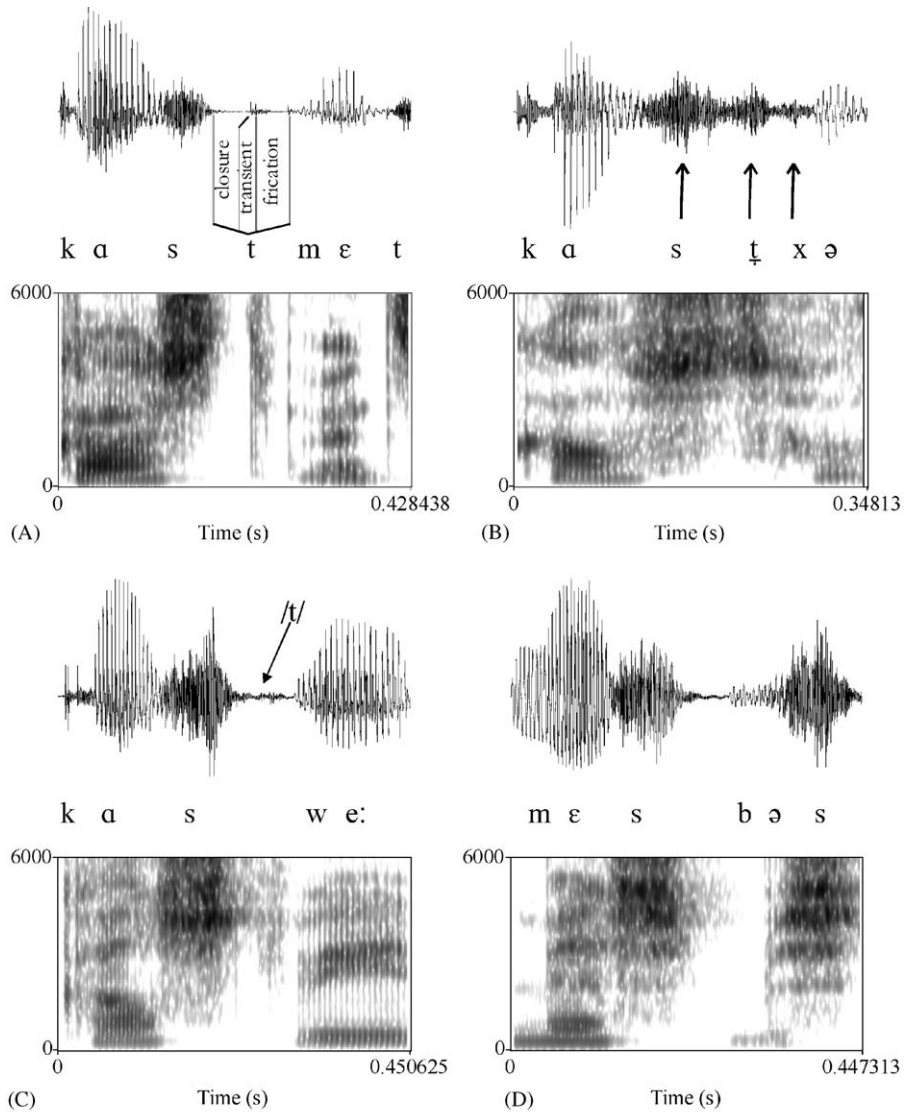 closure
transient
frication
k ɑ s t m ɛ t
6000
0
0 0.428438
Time (s)
(A)
k ɑ s t̞ x ə
6000
0
0 0.34813
Time (s)
(B)
/t/
k ɑ s w e:
6000
0
0 0.450625
Time (s)
(C)
m ɛ s b ə s
6000
0
0 0.447313
Time (s)
(D)